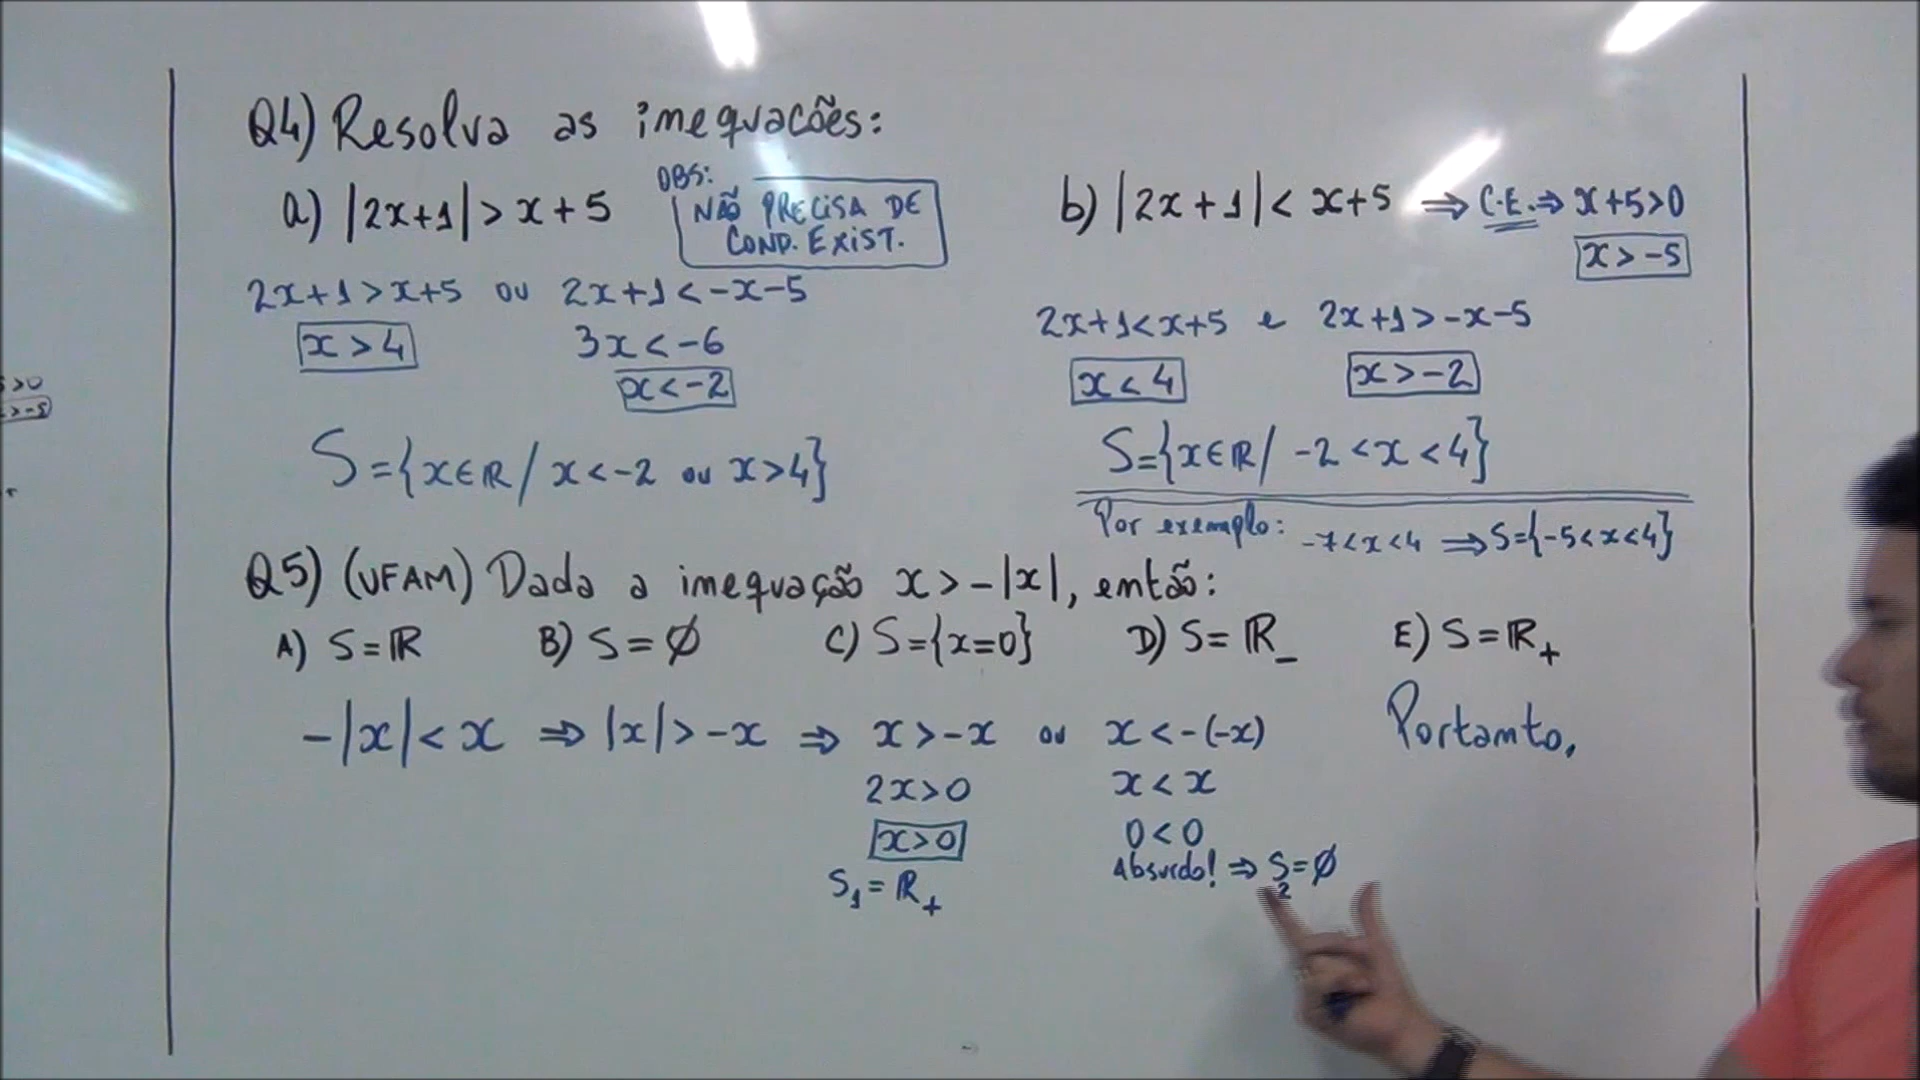 Q4) Resolva as inequacões:
a) |2x+1| > x+5
OBS:
NÃO PRECISA DE
COND. EXIST.
2x+1 > x+5 ou 2x+1 < -x-5
x > 4
3x < -6
x < -2
S = {x∈R / x < -2 ou x > 4}
b) |2x+1| < x+5 ⇒ C.E. ⇒ x+5>0
x > -5
2x+1 < x+5 e 2x+1 > -x-5
x < 4
x > -2
S={x∈R / -2 < x < 4}
Por exemplo: -7<x<4 ⇒ S={-5<x<4}
>0
> -5
Q5) (UFAM) Dada a inequação x > -|x|, então:
A) S = R B) S = ∅ C) S = {x=0} D) S = R_ E) S = R₊
-|x| < x ⇒ |x| > -x ⇒ x > -x ou x < -(-x) Portanto,
2x > 0
x > 0
S₁ = R₊
x < x
0 < 0
Absurdo! ⇒ S₂ = ∅